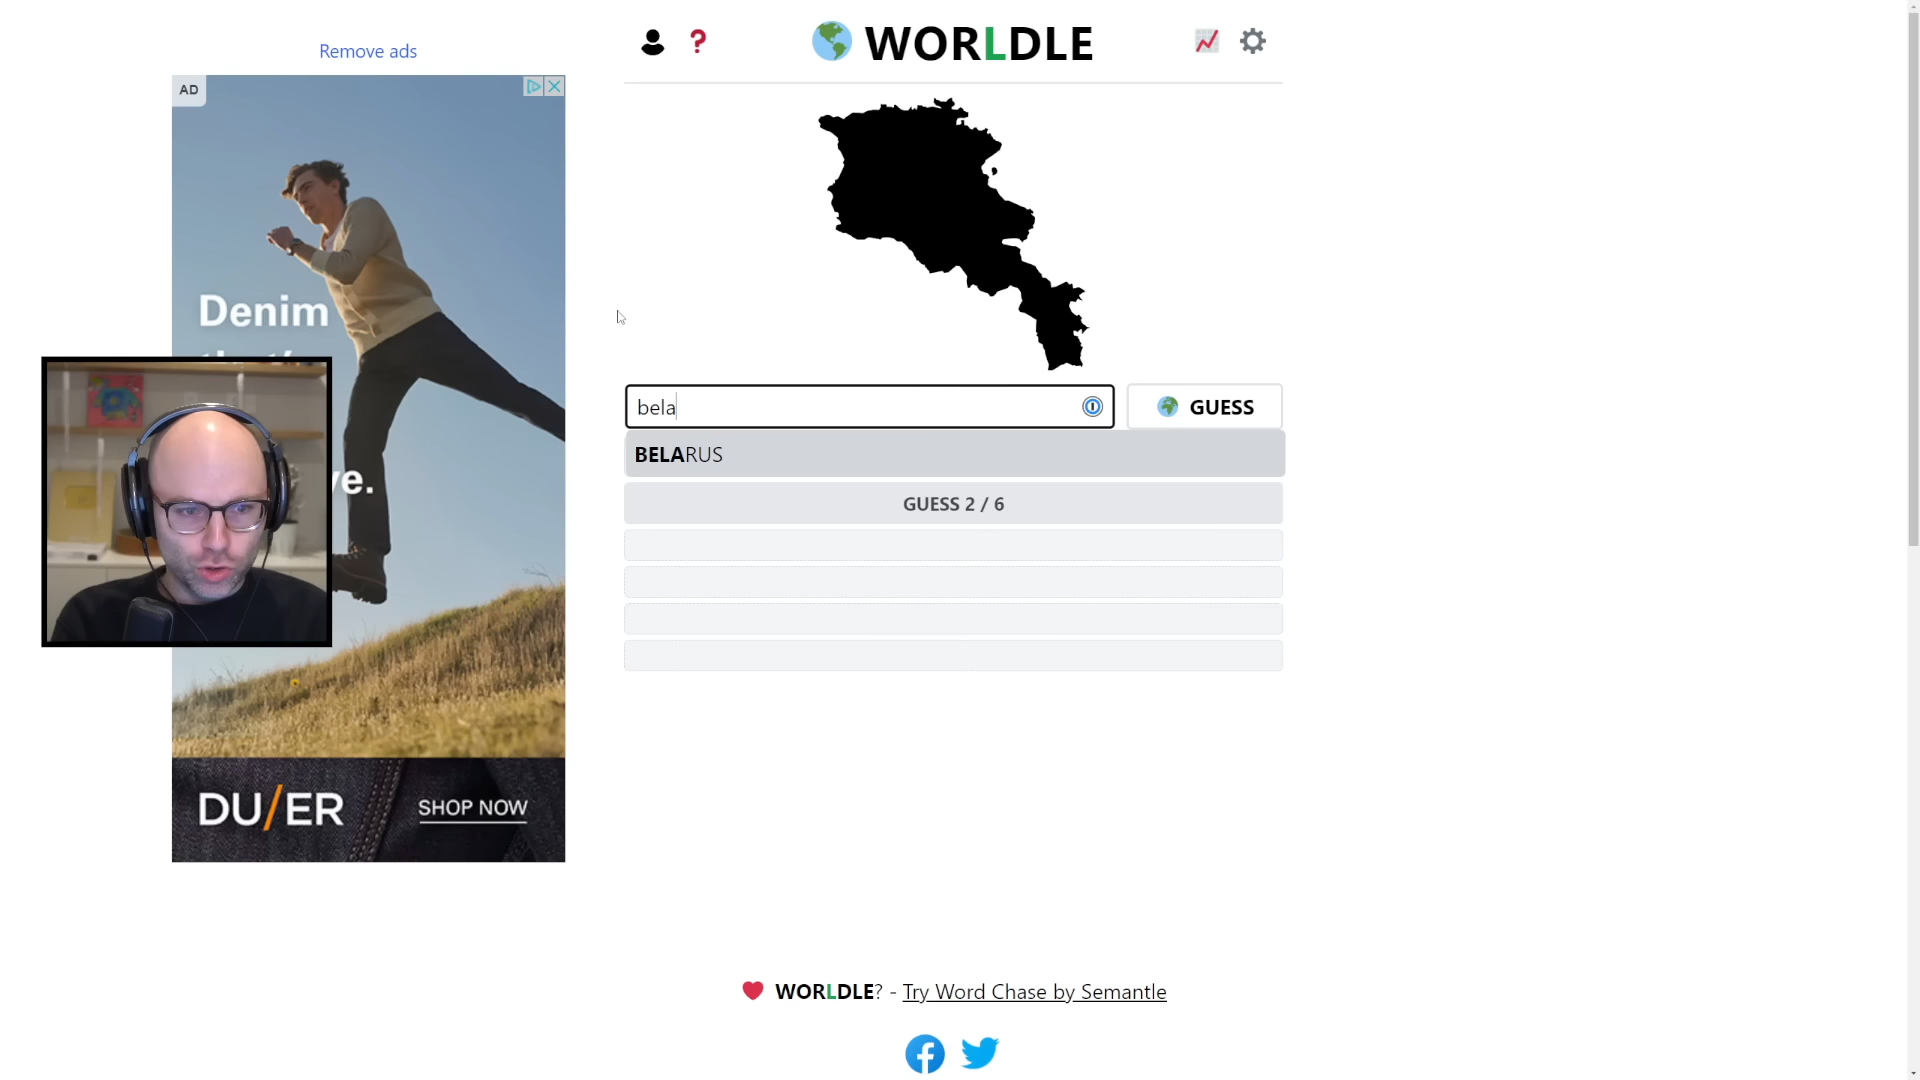 Remove ads
AD
Denim
ve.
DU/ER
SHOP NOW
WORLDLE
bela
GUESS
BELARUS
GUESS 2 / 6
WORLDLE? - Try Word Chase by Semantle